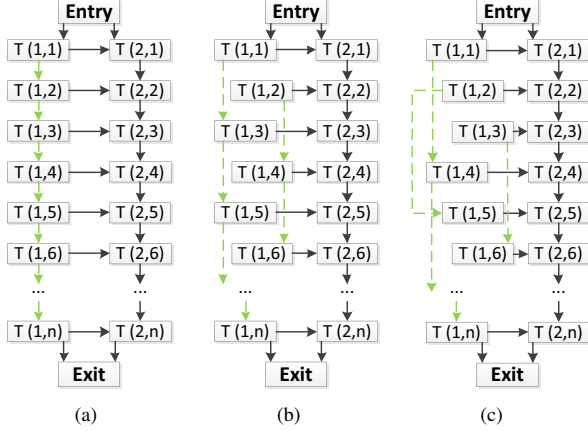 Entry Entry Entry
T (1,1) T (2,1) T (1,1) T (2,1) T (1,1) T (2,1)
T (1,2) T (2,2) T (1,2) T (2,2) T (1,2) T (2,2)
T (1,3) T (2,3) T (1,3) T (2,3) T (1,3) T (2,3)
T (1,4) T (2,4) T (1,4) T (2,4) T (1,4) T (2,4)
T (1,5) T (2,5) T (1,5) T (2,5) T (1,5) T (2,5)
T (1,6) T (2,6) T (1,6) T (2,6) T (1,6) T (2,6)
... ... ... ... ... ...
T (1,n) T (2,n) T (1,n) T (2,n) T (1,n) T (2,n)
Exit Exit Exit
(a) (b) (c)